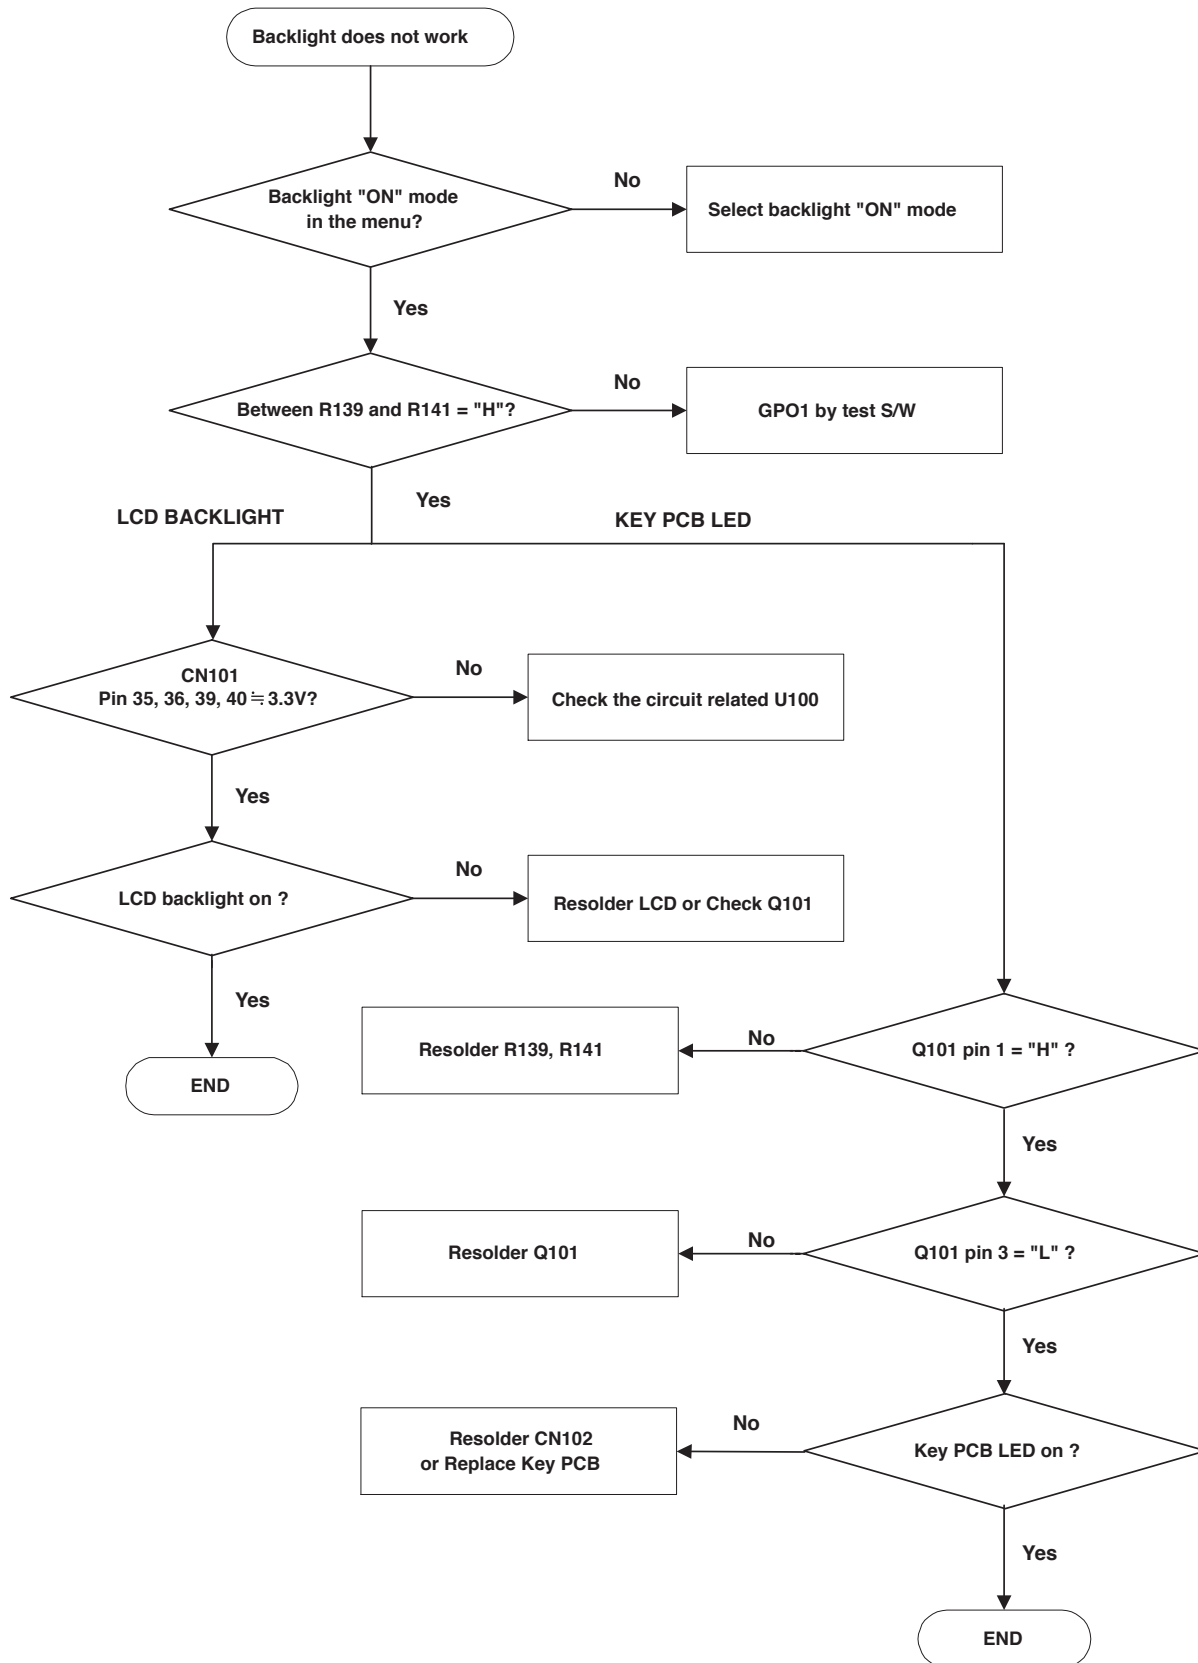 Backlight does not work
Backlight "ON" mode
in the menu?
No
Select backlight "ON" mode
Yes
Between R139 and R141 = "H"?
No
GPO1 by test S/W
Yes
LCD BACKLIGHT
KEY PCB LED
CN101
Pin 35, 36, 39, 40≒3.3V?
No
Check the circuit related U100
Yes
LCD backlight on ?
No
Resolder LCD or Check Q101
Yes
END
Q101 pin 1 = "H" ?
No
Resolder R139, R141
Yes
Q101 pin 3 = "L" ?
No
Resolder Q101
Yes
Key PCB LED on ?
No
Resolder CN102
or Replace Key PCB
Yes
END